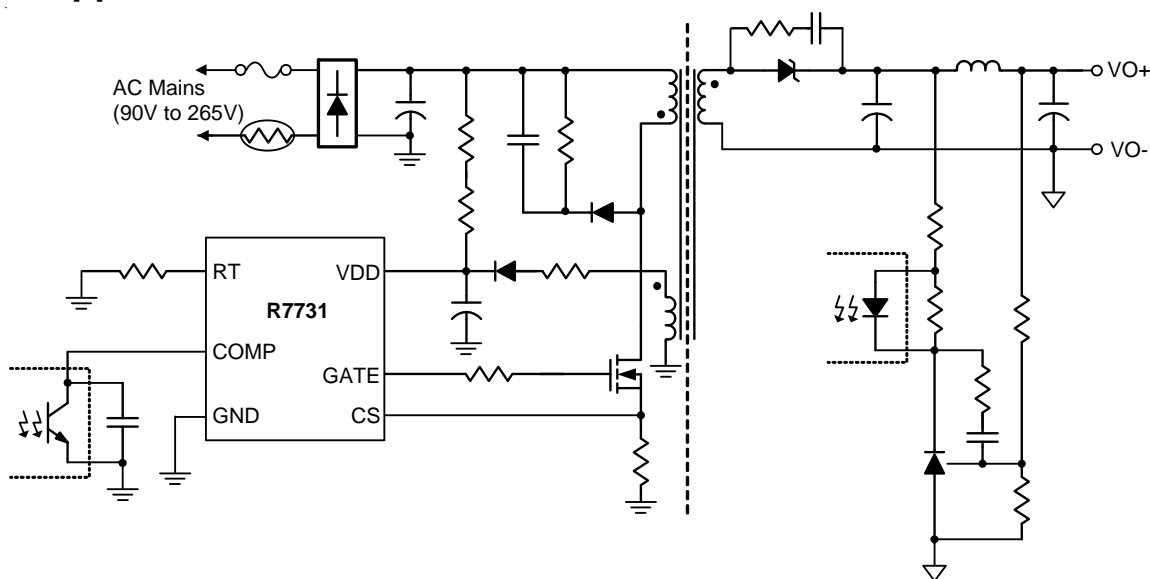 AC Mains
(90V to 265V)
VO+
VO-
RT
VDD
R7731
COMP
GATE
GND
CS